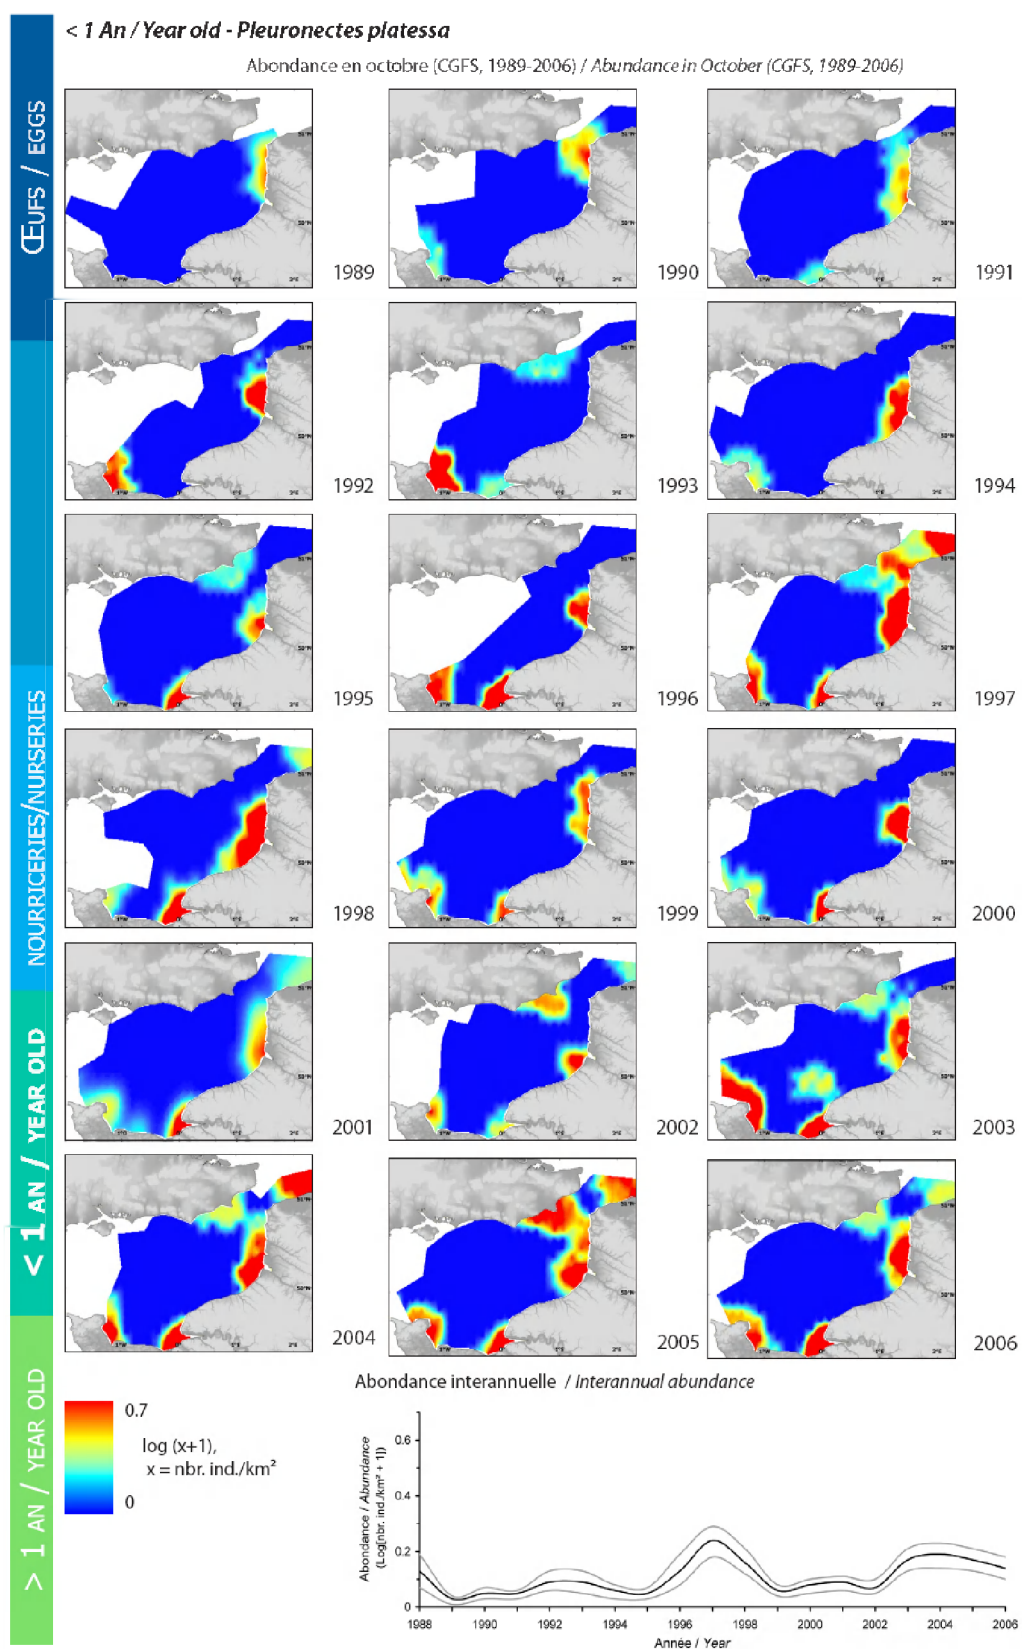 < 1 An / Year old - Pleuronectes platessa
Abondance en octobre (CGFS, 1989-2006) / Abundance in October (CGFS, 1989-2006)
ŒUFS / EGGS
NOURRICERIES/NURSERIES
< 1 AN / YEAR OLD
> 1 AN / YEAR OLD
1989
1990
1991
1992
1993
1994
1995
1996
1997
1998
1999
2000
2001
2002
2003
2004
2005
2006
0.7
log (x+1),
x = nbr. ind./km²
0
Abondance interannuelle / Interannual abundance
Abondance / Abundance
(Log[nbr. ind./km² + 1])
0.6
0.4
0.2
0
1988 1990 1992 1994 1996 1998 2000 2002 2004 2006
Année / Year